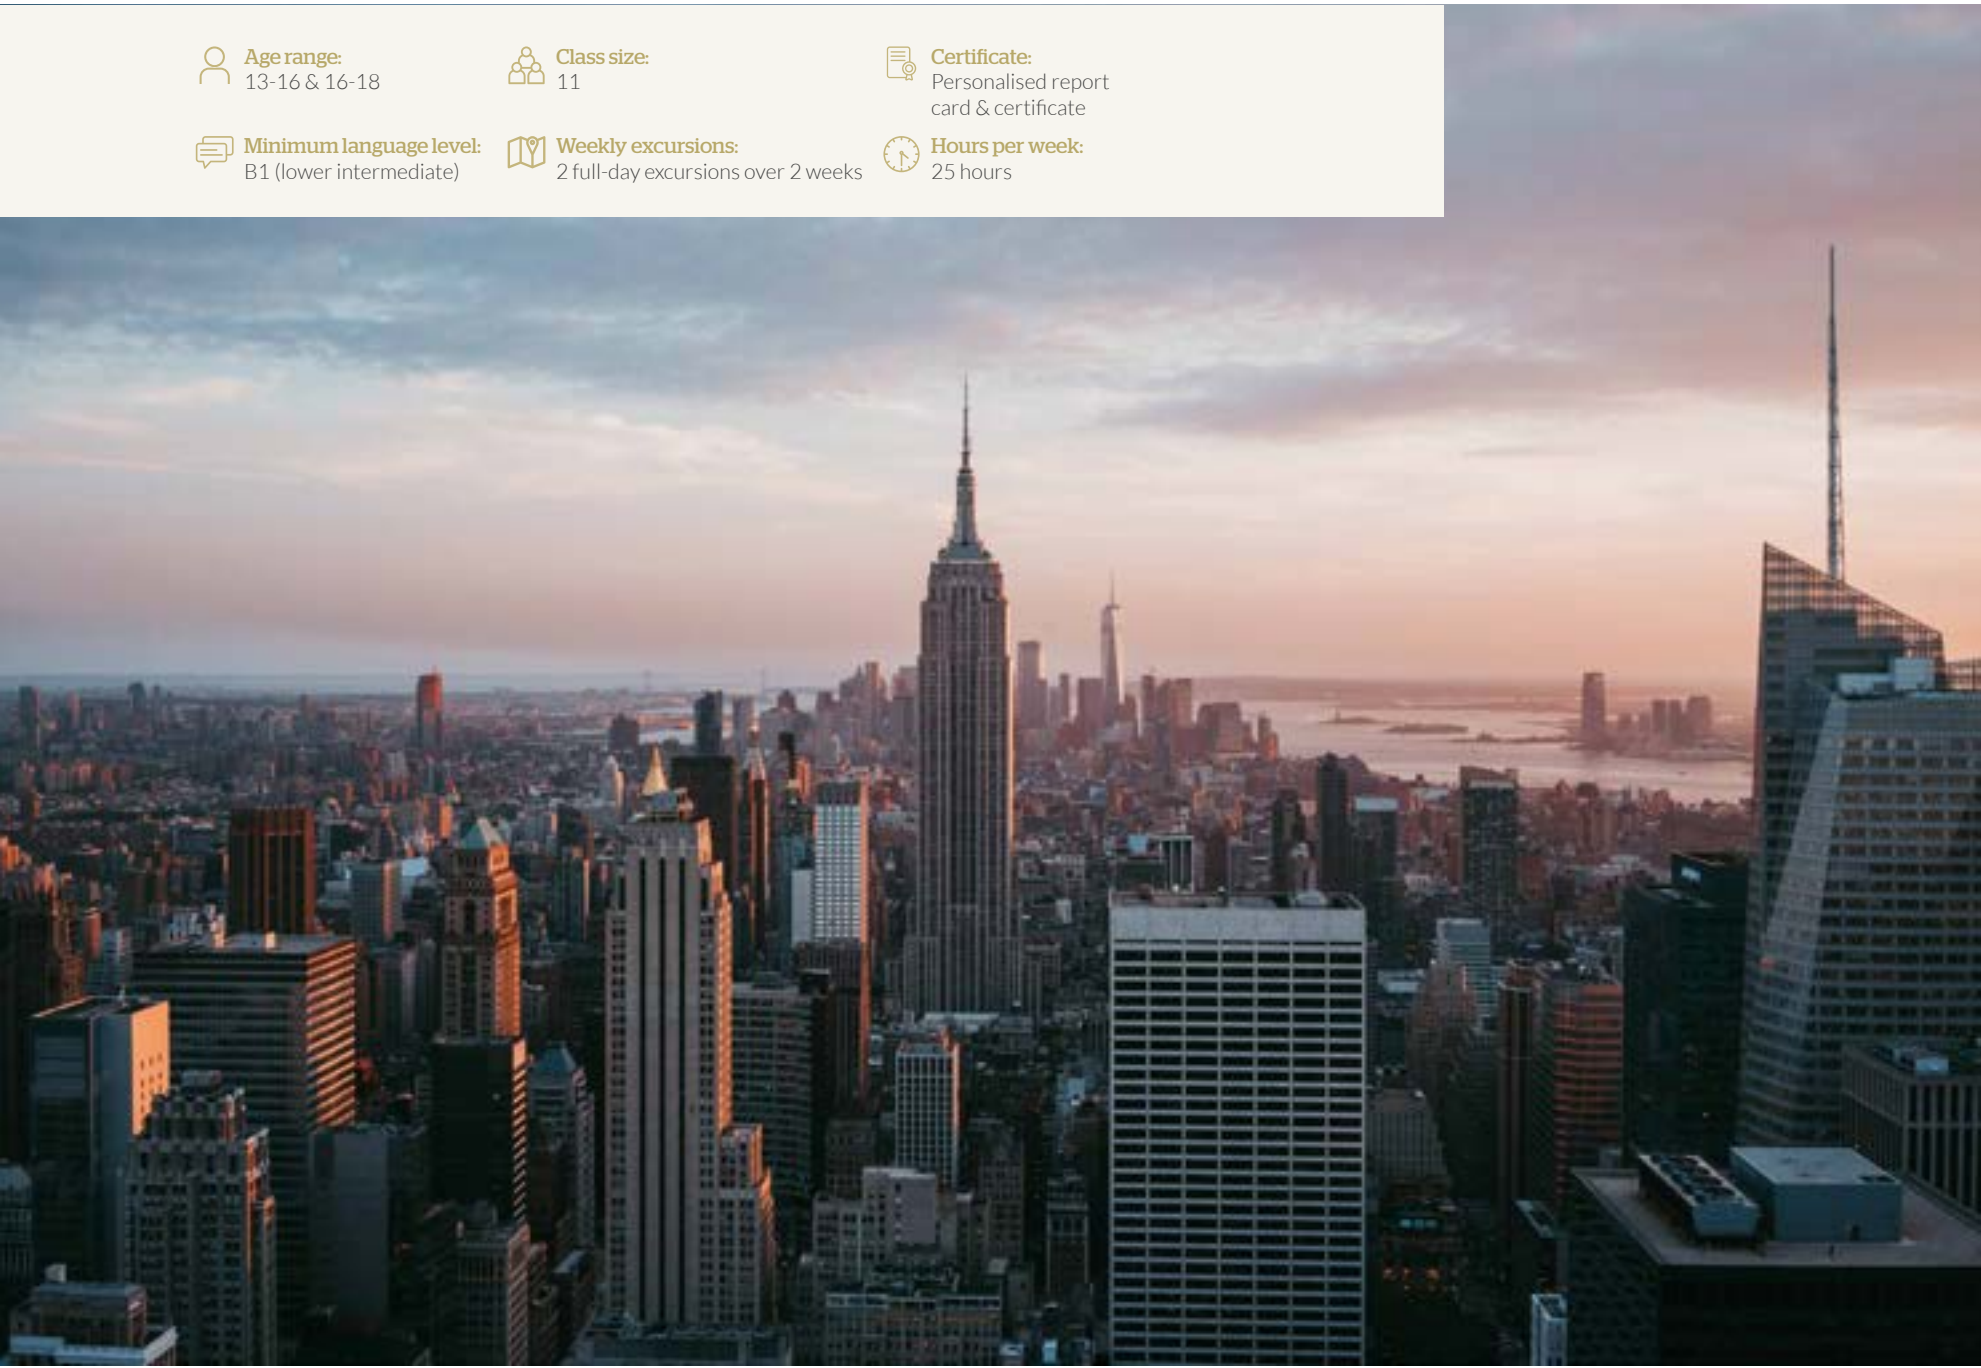 Age range:
13-16 & 16-18
Class size:
11
Certificate:
Personalised report
card & certificate
Minimum language level:
B1 (lower intermediate)
Weekly excursions:
2 full-day excursions over 2 weeks
Hours per week:
25 hours